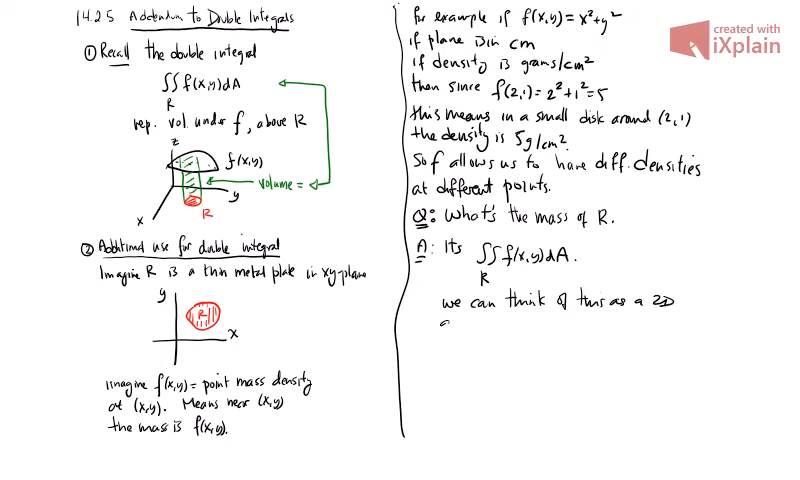 14.2.5 Addendum to Double Integrals
① Recall the double integral
∬ f(x,y)dA
R
rep. vol. under f, above R
z
f(x,y)
volume =
y
R
x
② Additional use for double integral
Imagine R is a thin metal plate in xy-plane
y
R
x
Imagine f(x,y) = point mass density
at (x,y). Means near (x,y)
the mass is f(x,y).
For example if f(x,y) = x²+y²
if plane is in cm
if density is grams/cm²
then since f(2,1) = 2²+1² = 5
this means in a small disk around (2,1)
the density is 5g/cm².
So f allows us to have diff. densities
at different points.
Q: What's the mass of R.
A: Its ∬ f(x,y)dA.
R
we can think of this as a 2D
created with
iXplain